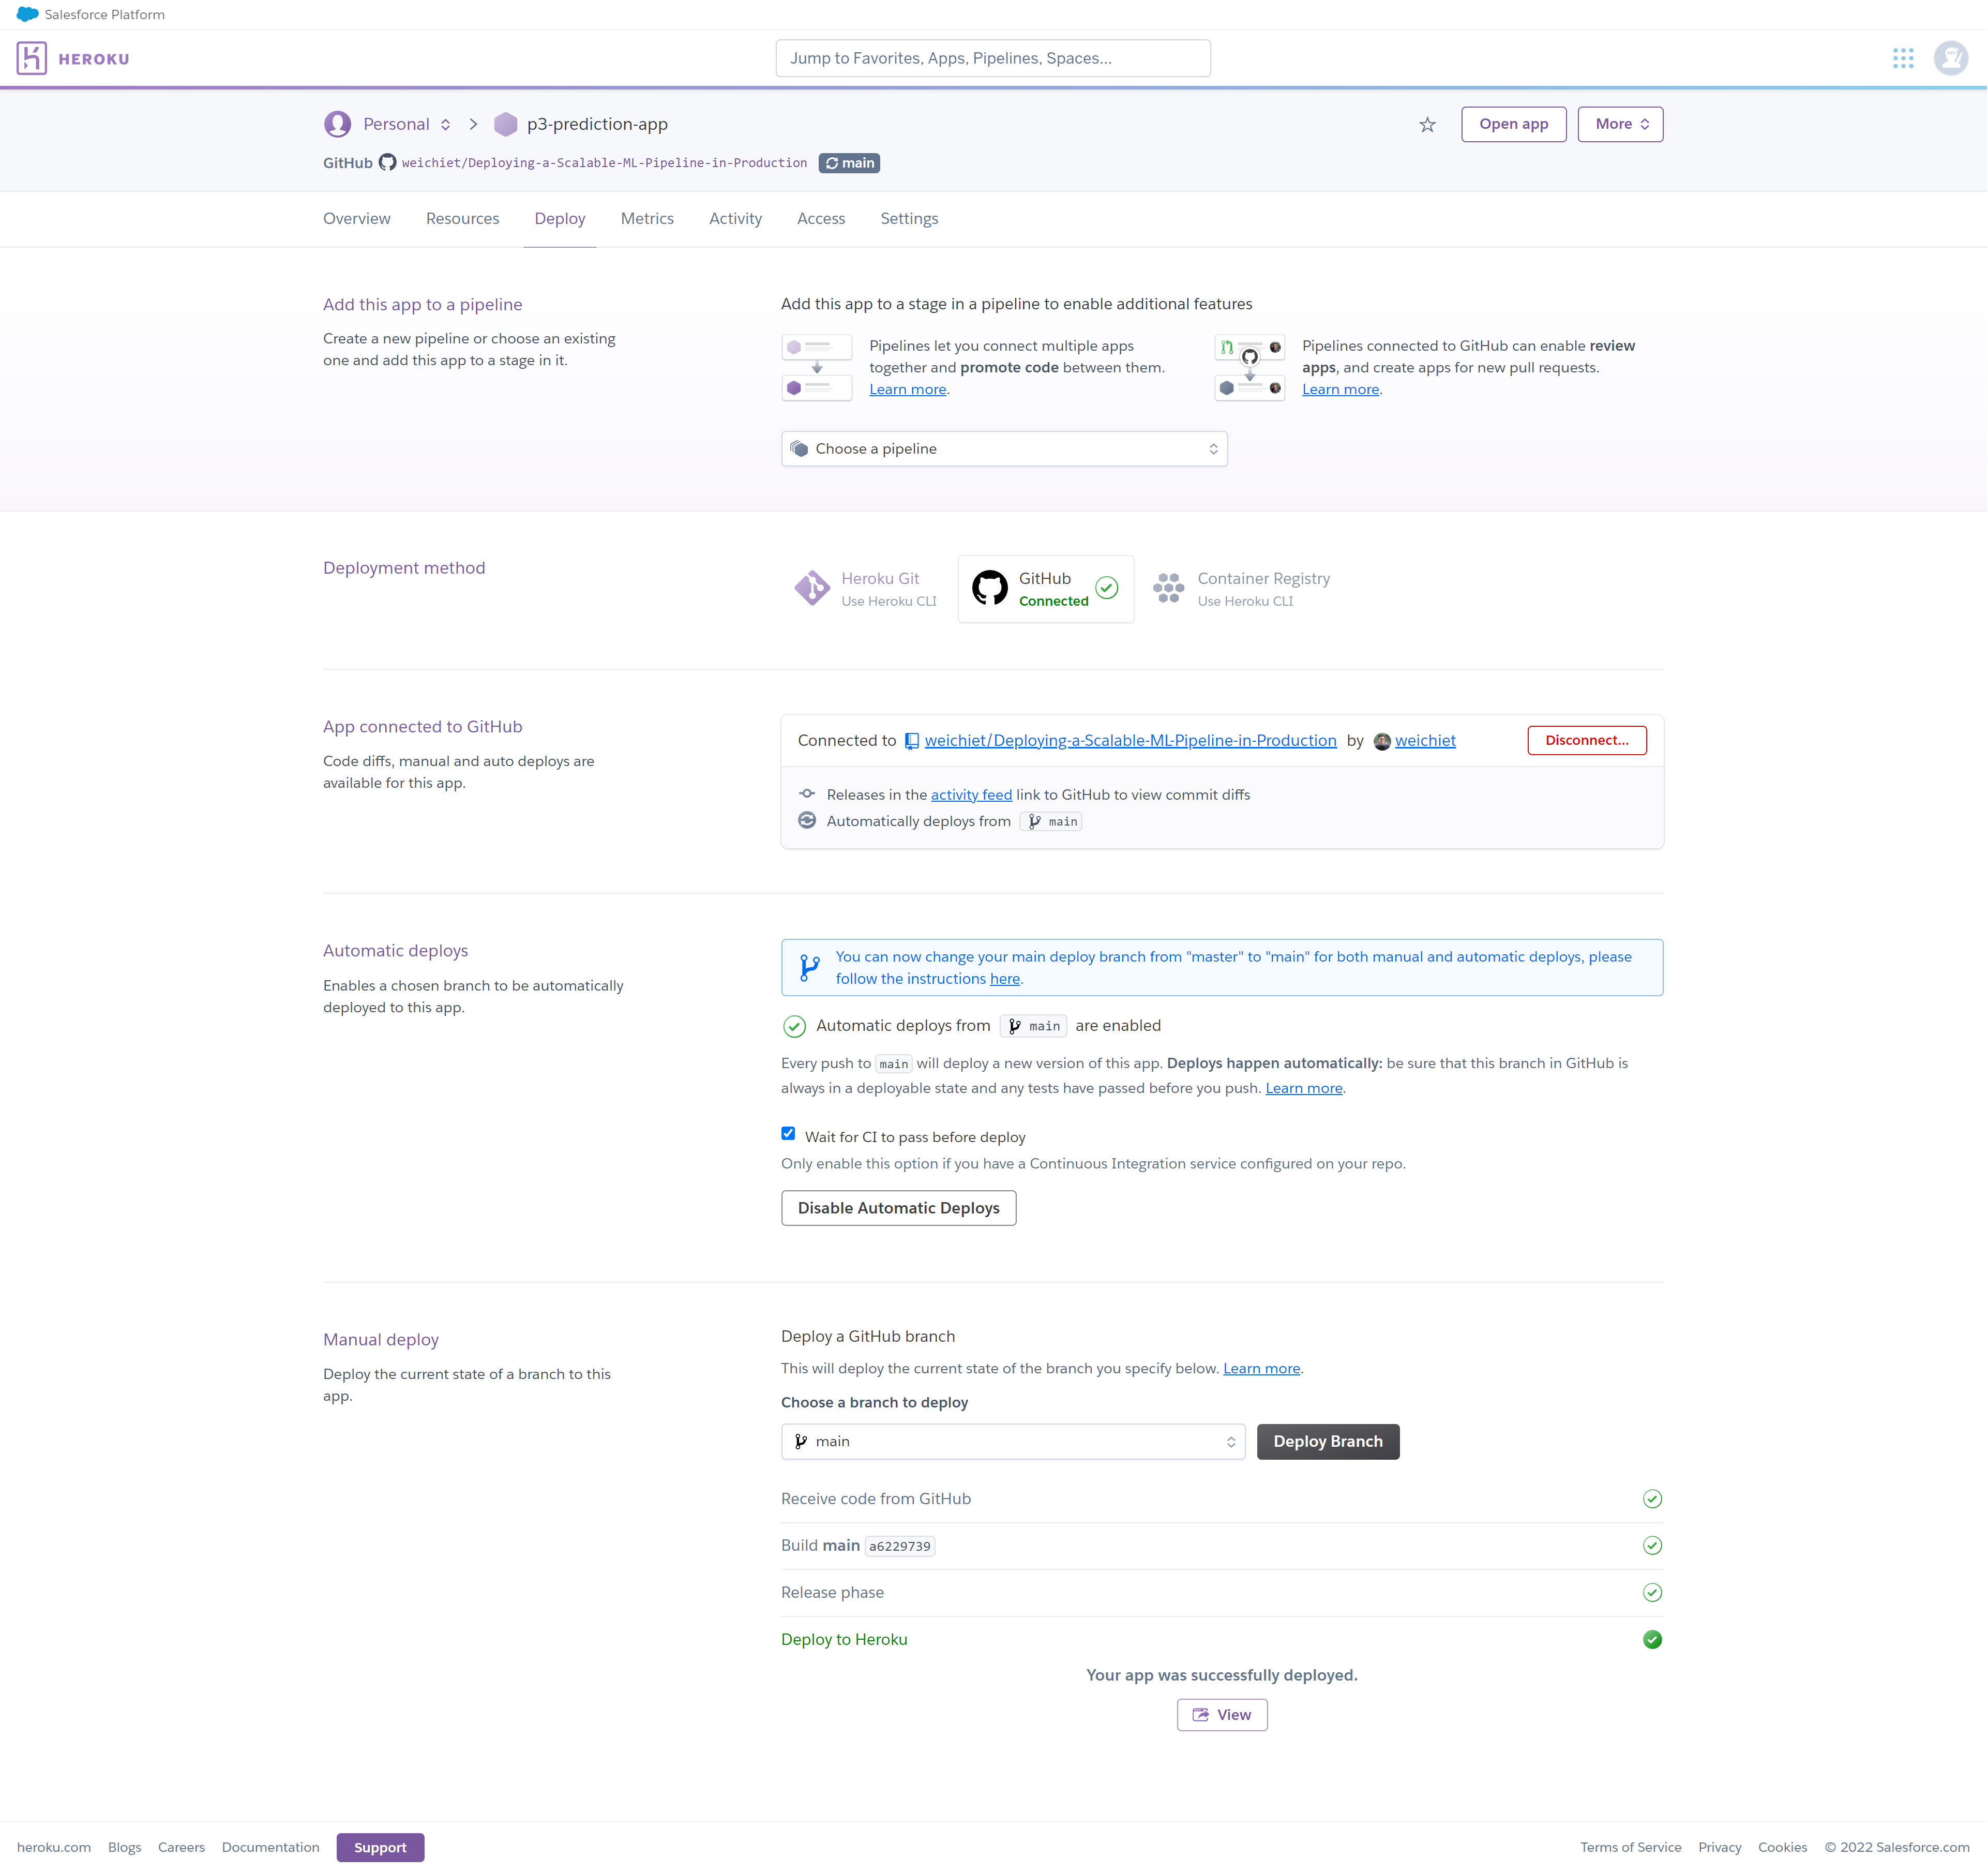 Salesforce Platform
HEROKU
Jump to Favorites, Apps, Pipelines, Spaces...
Personal
p3-prediction-app
Open app
More
GitHub weichiet/Deploying-a-Scalable-ML-Pipeline-in-Production main
Overview Resources Deploy Metrics Activity Access Settings
Add this app to a pipeline
Create a new pipeline or choose an existing
one and add this app to a stage in it.
Add this app to a stage in a pipeline to enable additional features
Pipelines let you connect multiple apps
together and promote code between them.
Learn more.
Pipelines connected to GitHub can enable review
apps, and create apps for new pull requests.
Learn more.
Choose a pipeline
Deployment method
Heroku Git
Use Heroku CLI
GitHub
Connected
Container Registry
Use Heroku CLI
App connected to GitHub
Code diffs, manual and auto deploys are
available for this app.
Connected to weichiet/Deploying-a-Scalable-ML-Pipeline-in-Production by weichiet
Disconnect...
Releases in the activity feed link to GitHub to view commit diffs
Automatically deploys from main
Automatic deploys
Enables a chosen branch to be automatically
deployed to this app.
You can now change your main deploy branch from "master" to "main" for both manual and automatic deploys, please
follow the instructions here.
Automatic deploys from main are enabled
Every push to main will deploy a new version of this app. Deploys happen automatically: be sure that this branch in GitHub is
always in a deployable state and any tests have passed before you push. Learn more.
Wait for CI to pass before deploy
Only enable this option if you have a Continuous Integration service configured on your repo.
Disable Automatic Deploys
Manual deploy
Deploy the current state of a branch to this
app.
Deploy a GitHub branch
This will deploy the current state of the branch you specify below. Learn more.
Choose a branch to deploy
main
Deploy Branch
Receive code from GitHub
Build main a6229739
Release phase
Deploy to Heroku
Your app was successfully deployed.
View
heroku.com Blogs Careers Documentation Support
Terms of Service Privacy Cookies © 2022 Salesforce.com